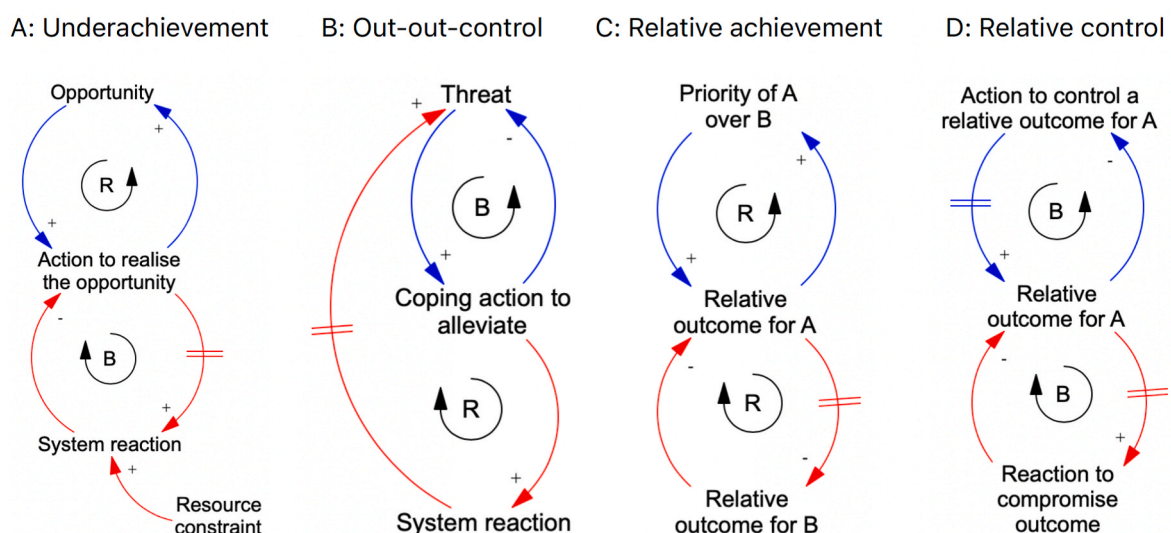 A: Underachievement
Opportunity
+
R
+
Action to realise
the opportunity
-
B
+
System reaction
+
Resource
constraint
B: Out-out-control
+
Threat
-
B
+
Coping action to
alleviate
R
+
System reaction
C: Relative achievement
Priority of A
over B
+
R
+
Relative
outcome for A
-
R
-
Relative
outcome for B
D: Relative control
Action to control a
relative outcome for A
-
B
+
Relative
outcome for A
-
B
+
Reaction to
compromise
outcome